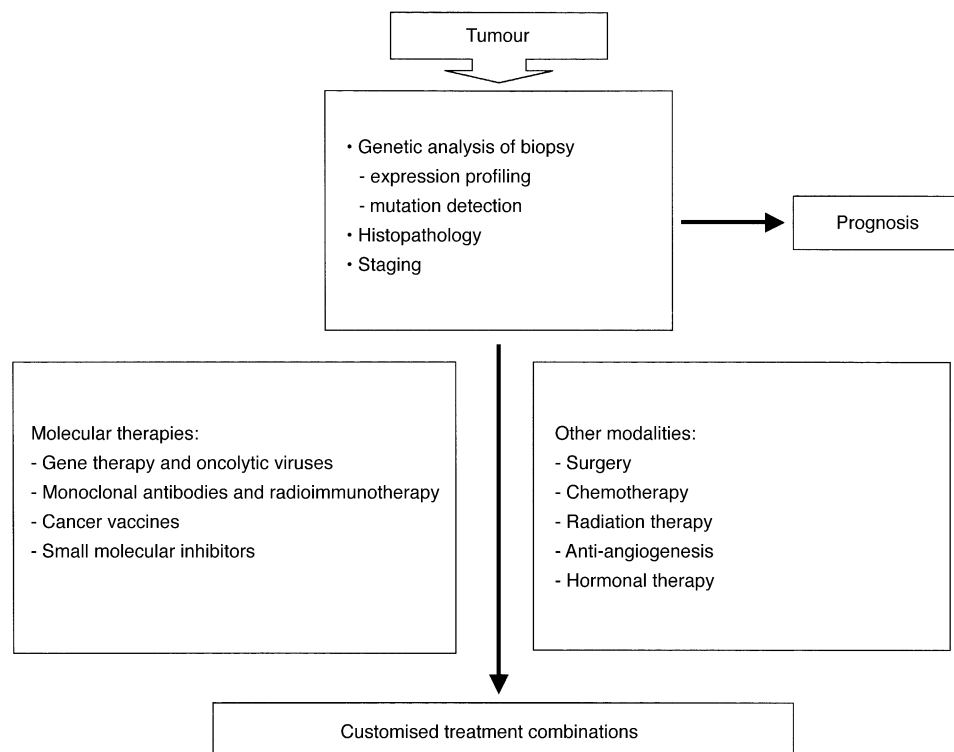 Tumour
• Genetic analysis of biopsy
- expression profiling
- mutation detection
• Histopathology
• Staging
Prognosis
Molecular therapies:
- Gene therapy and oncolytic viruses
- Monoclonal antibodies and radioimmunotherapy
- Cancer vaccines
- Small molecular inhibitors
Other modalities:
- Surgery
- Chemotherapy
- Radiation therapy
- Anti-angiogenesis
- Hormonal therapy
Customised treatment combinations